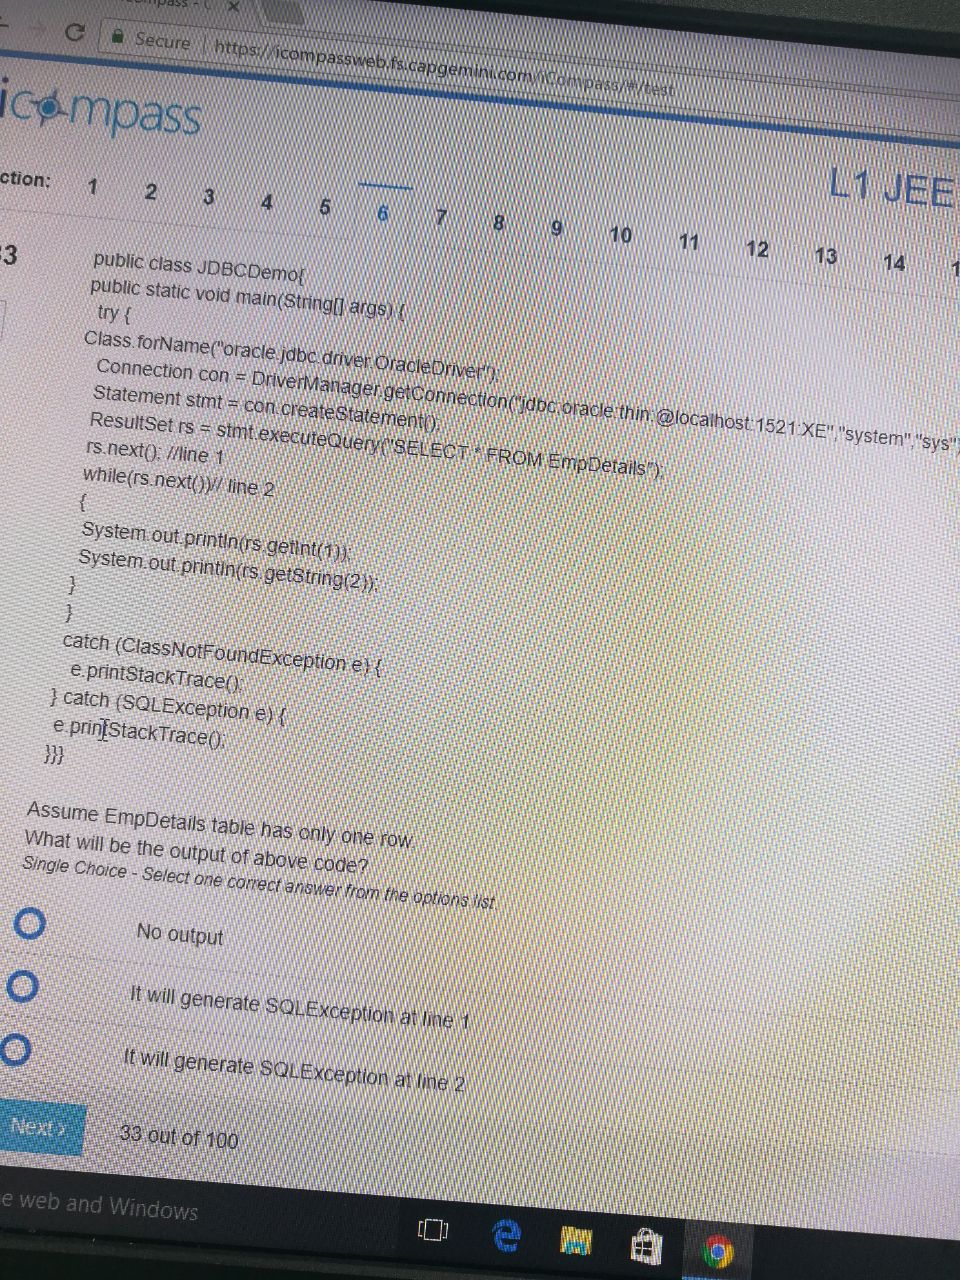 Secure https://icompassweb.fs.capgemini.com/iCompass/#/test
icompass
L1 JEE
ction: 1 2 3 4 5 6 7 8 9 10 11 12 13 14 1
33
public class JDBCDemo{
public static void main(String[] args) {
try {
Class.forName("oracle.jdbc.driver.OracleDriver");
Connection con = DriverManager.getConnection("jdbc:oracle:thin:@localhost:1521:XE","system","sys")
Statement stmt = con.createStatement();
ResultSet rs = stmt.executeQuery("SELECT * FROM EmpDetails");
rs.next(); //line 1
while(rs.next())// line 2
{
System.out.println(rs.getInt(1));
System.out.println(rs.getString(2));
}
}
catch (ClassNotFoundException e) {
e.printStackTrace();
} catch (SQLException e) {
e.printStackTrace();
}}}
Assume EmpDetails table has only one row.
What will be the output of above code?
Single Choice - Select one correct answer from the options list.
No output
It will generate SQLException at line 1
It will generate SQLException at line 2
Next >
33 out of 100
e web and Windows